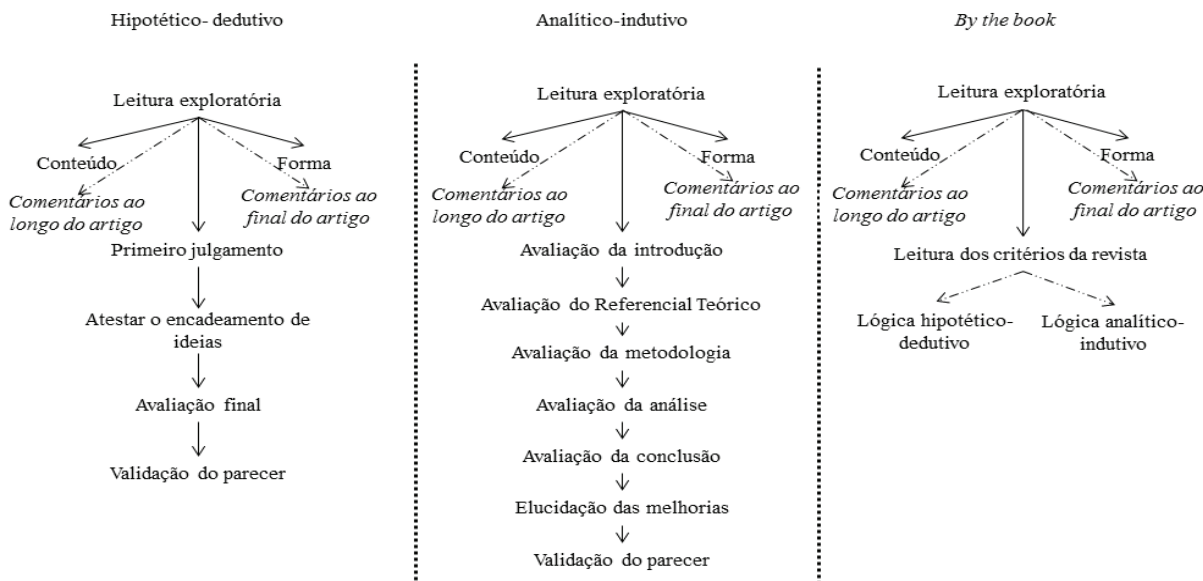 Hipotético- dedutivo
Leitura exploratória
Conteúdo
Forma
Comentários ao
longo do artigo
Comentários ao
final do artigo
Primeiro julgamento
Atestar o encadeamento de
ideias
Avaliação final
Validação do parecer
Analítico-indutivo
Leitura exploratória
Conteúdo
Forma
Comentários ao
longo do artigo
Comentários ao
final do artigo
Avaliação da introdução
Avaliação do Referencial Teórico
Avaliação da metodologia
Avaliação da análise
Avaliação da conclusão
Elucidação das melhorias
Validação do parecer
By the book
Leitura exploratória
Conteúdo
Forma
Comentários ao
longo do artigo
Comentários ao
final do artigo
Leitura dos critérios da revista
Lógica hipotético-
dedutivo
Lógica analítico-
indutivo